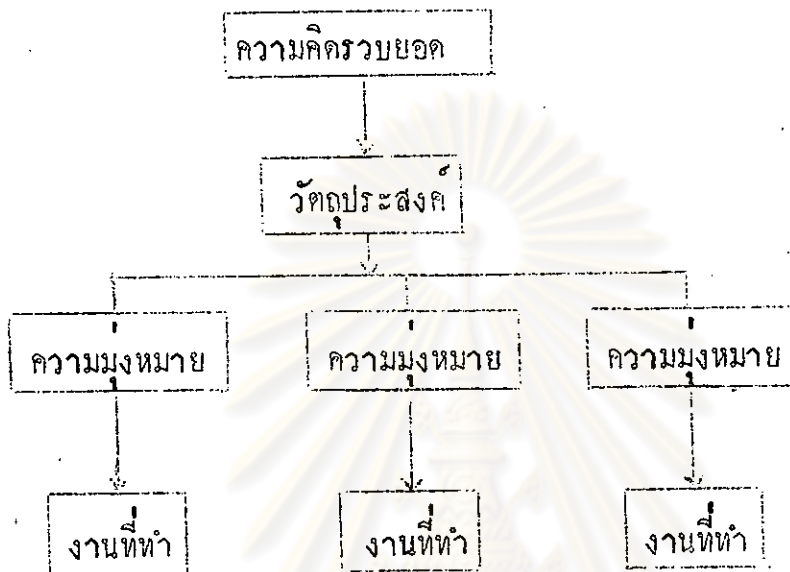 ความคิดรวบยอด
วัตถุประสงค์
ความมุ่งหมาย ความมุ่งหมาย ความมุ่งหมาย
งานที่ทำ งานที่ทำ งานที่ทำ